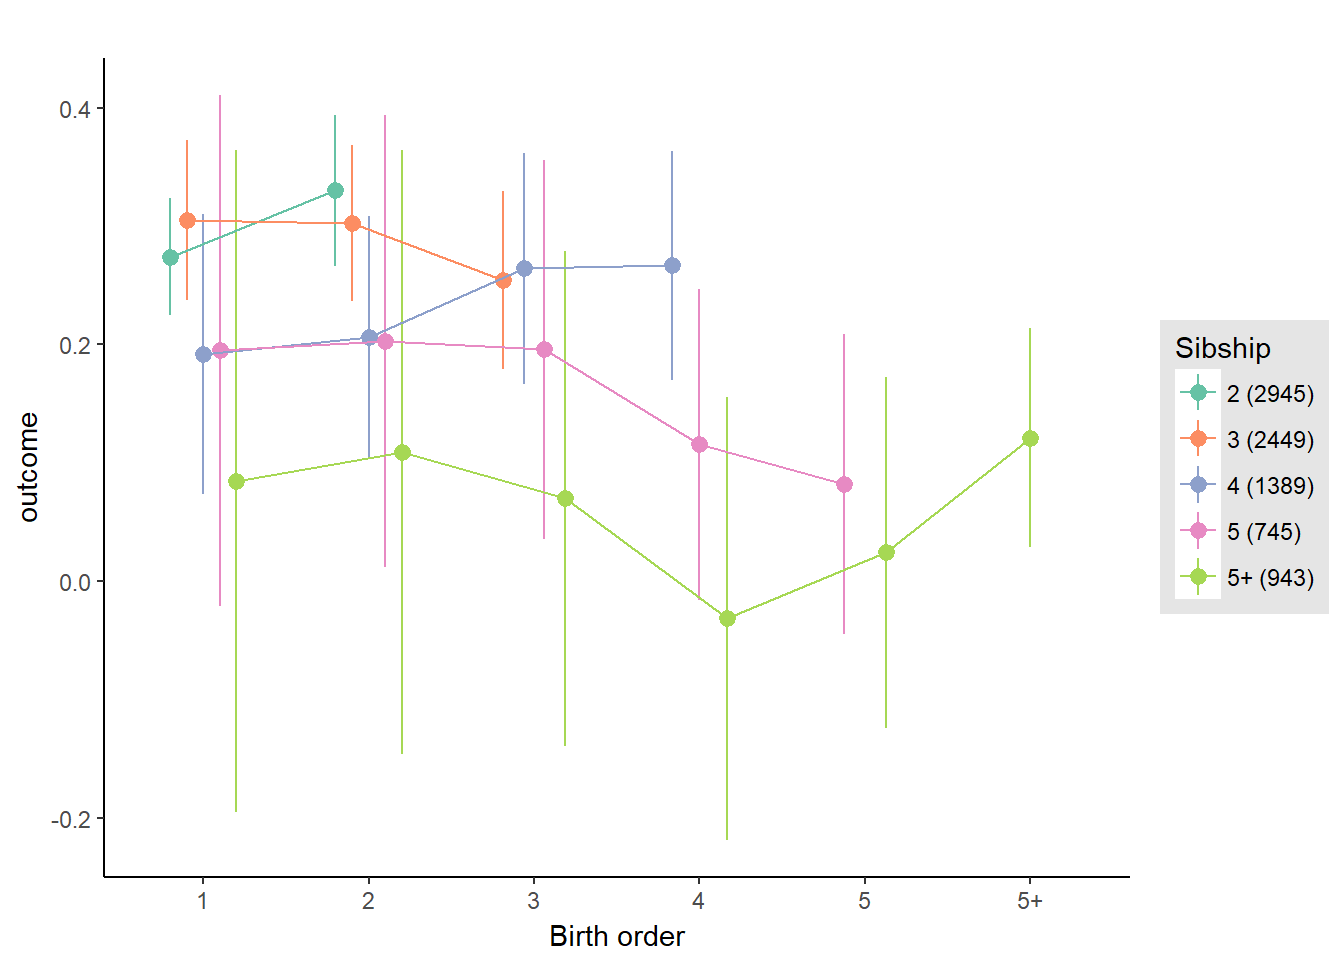 0.4
0.2
0.0
-0.2
outcome
1 2 3 4 5 5+
Birth order
Sibship
2 (2945)
3 (2449)
4 (1389)
5 (745)
5+ (943)